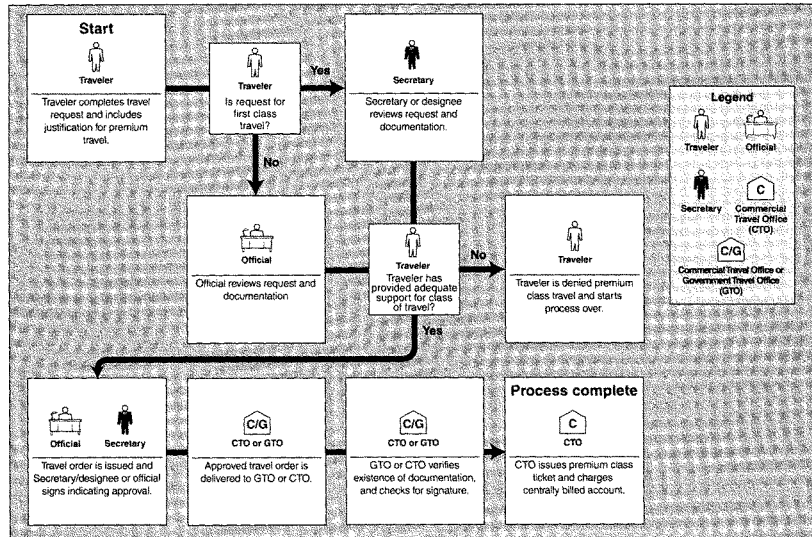 Start
Traveler
Traveler completes travel
request and includes
justification for premium
travel.
Traveler
Is request for
first class
travel?
Yes
No
Secretary
Secretary or designee
reviews request and
documentation.
Official
Official reviews request and
documentation
Traveler
Traveler has
provided adequate
support for class
of travel?
No
Yes
Traveler
Traveler is denied premium
class travel and starts
process over.
Official
Secretary
Travel order is issued and
Secretary/designee or official
signs indicating approval.
C/G
CTO or GTO
Approved travel order is
delivered to GTO or CTO.
C/G
CTO or GTO
GTO or CTO verifies
existence of documentation,
and checks for signature.
Process complete
C
CTO
CTO issues premium class
ticket and charges
centrally billed account.
Legend
Traveler
Official
Secretary
C
Commercial
Travel Office
(CTO)
C/G
Commercial Travel Office or
Government Travel Office
(GTO)